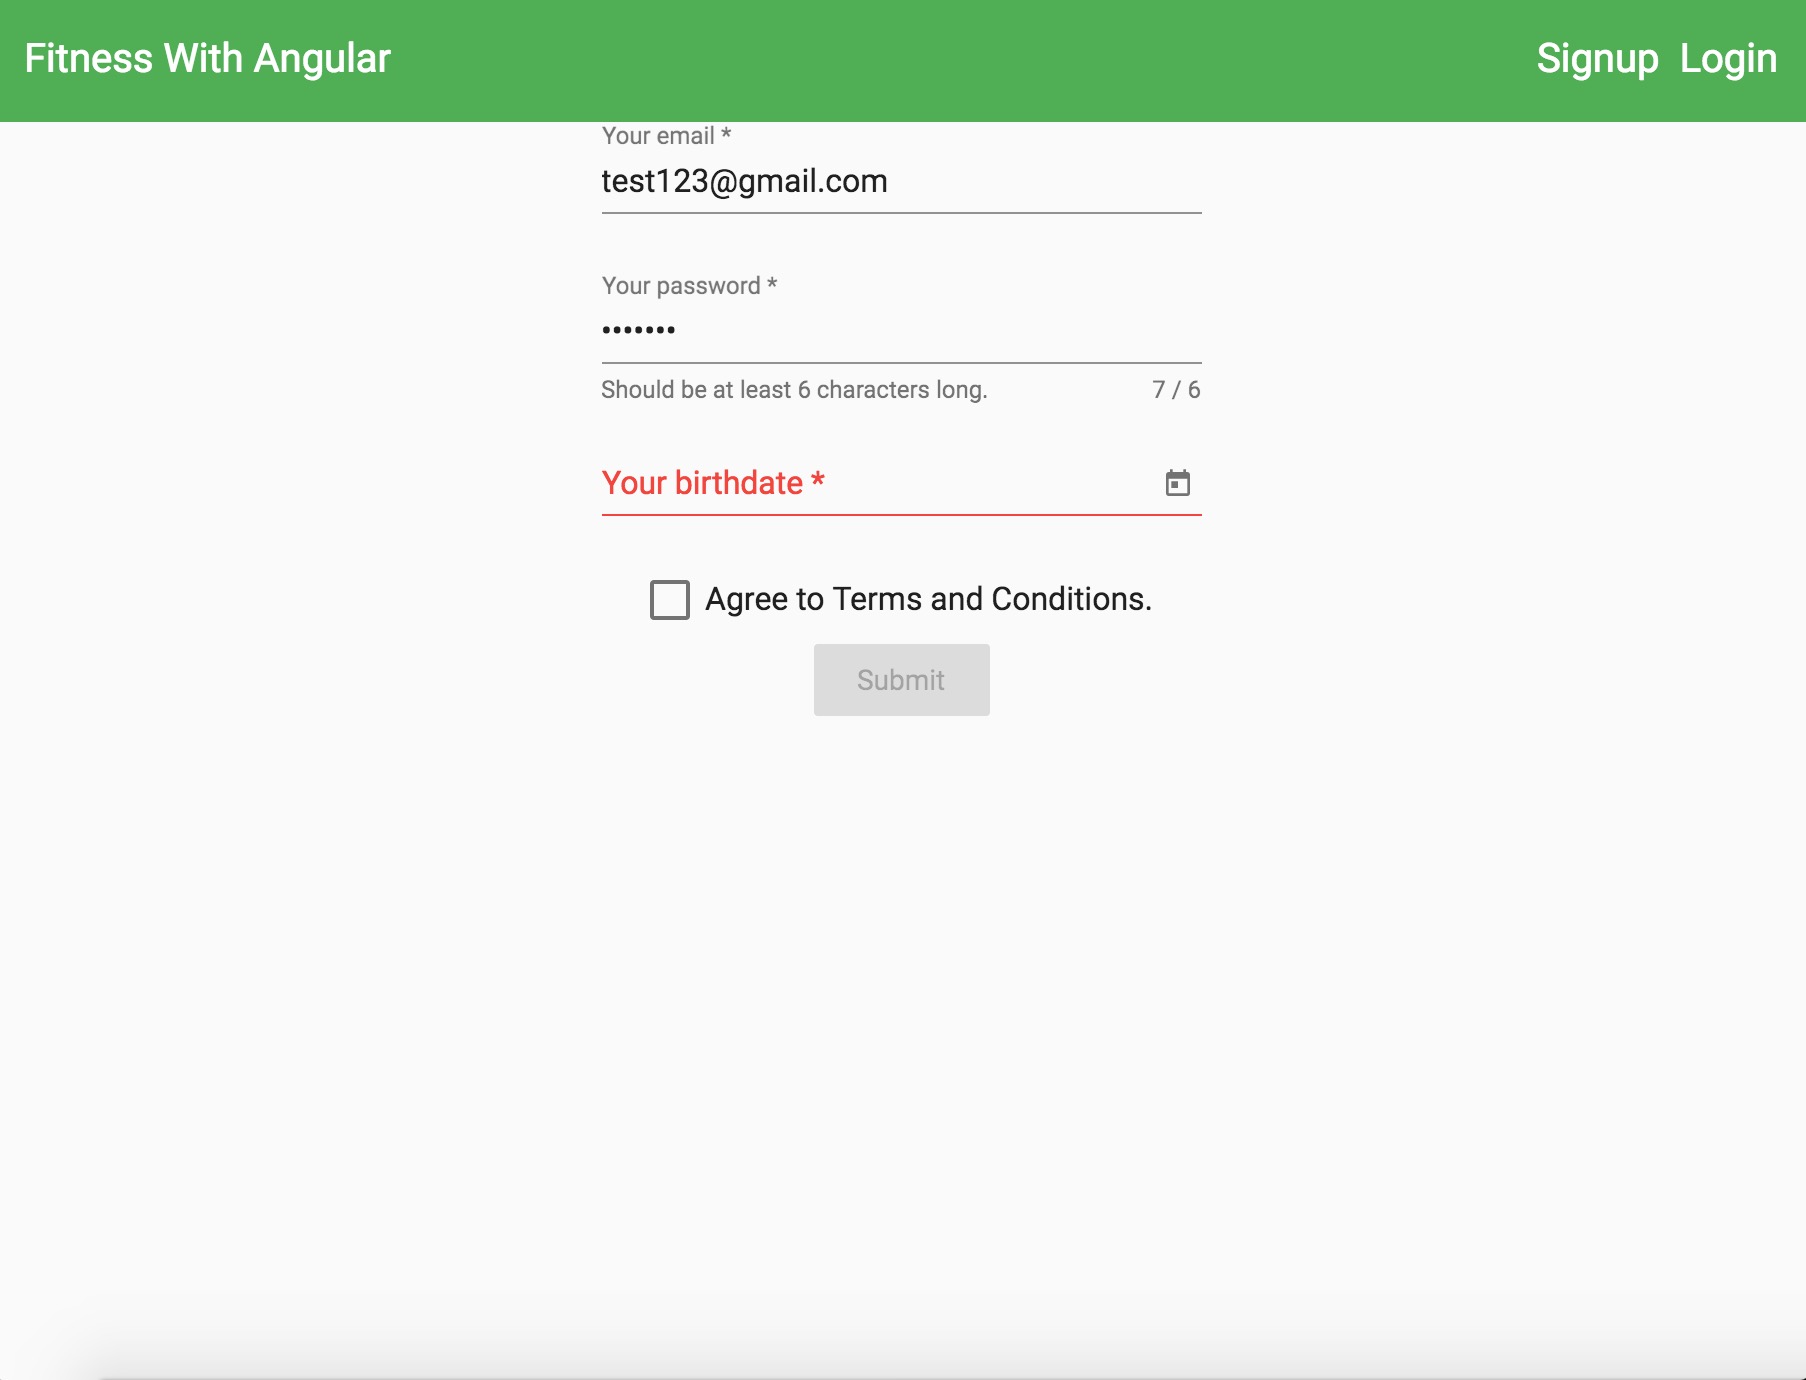 Fitness With Angular
Signup Login
Your email *
test123@gmail.com
Your password *
•••••••
Should be at least 6 characters long. 7 / 6
Your birthdate *
Agree to Terms and Conditions.
Submit